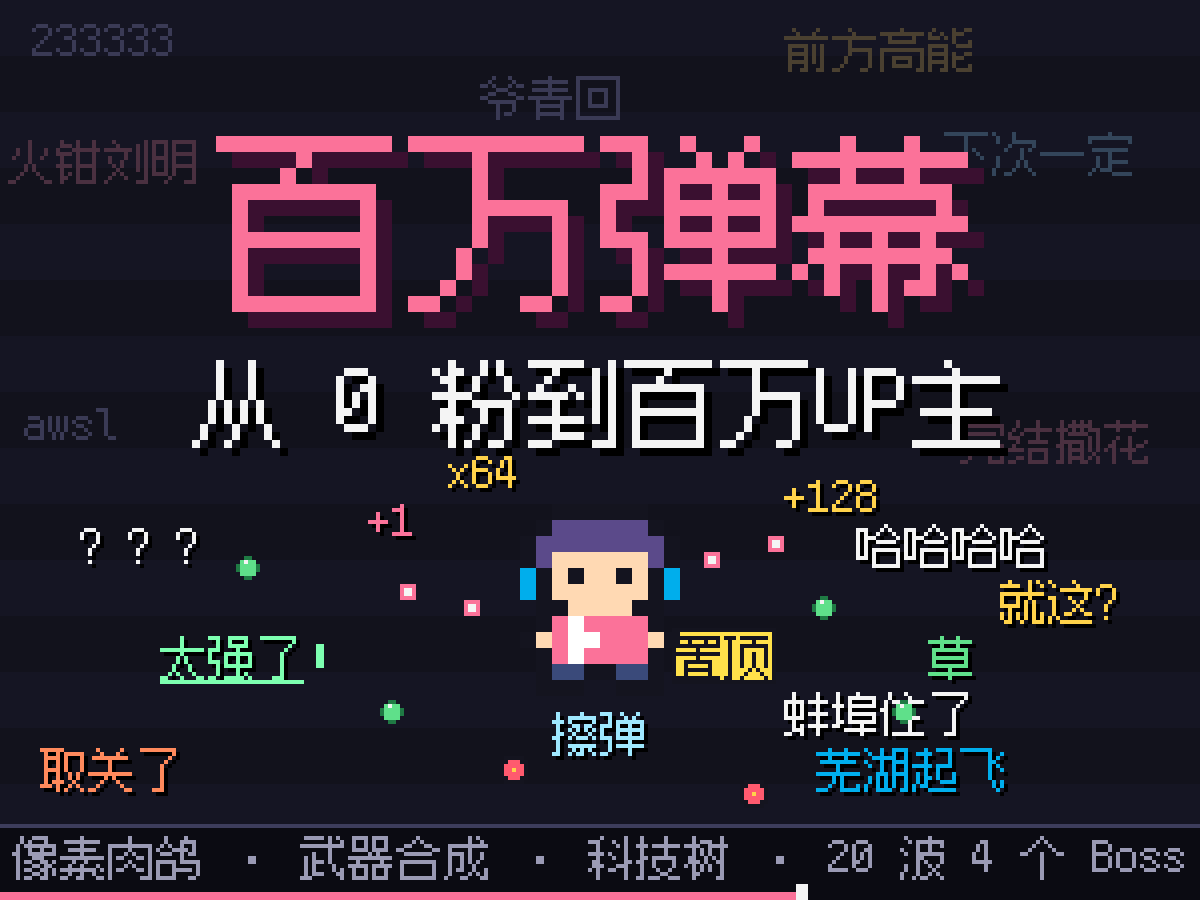 233333
前方高能
爷青回
火钳刘明
下次一定
百万弹幕
从 0 粉到百万UP主
awsl
完结撒花
x64
+128
+1
？？？
哈哈哈哈
就这?
太强了!
置顶
草
蚌埠住了
擦弹
取关了
芜湖起飞
像素肉鸽 · 武器合成 · 科技树 · 20 波 4 个 Boss